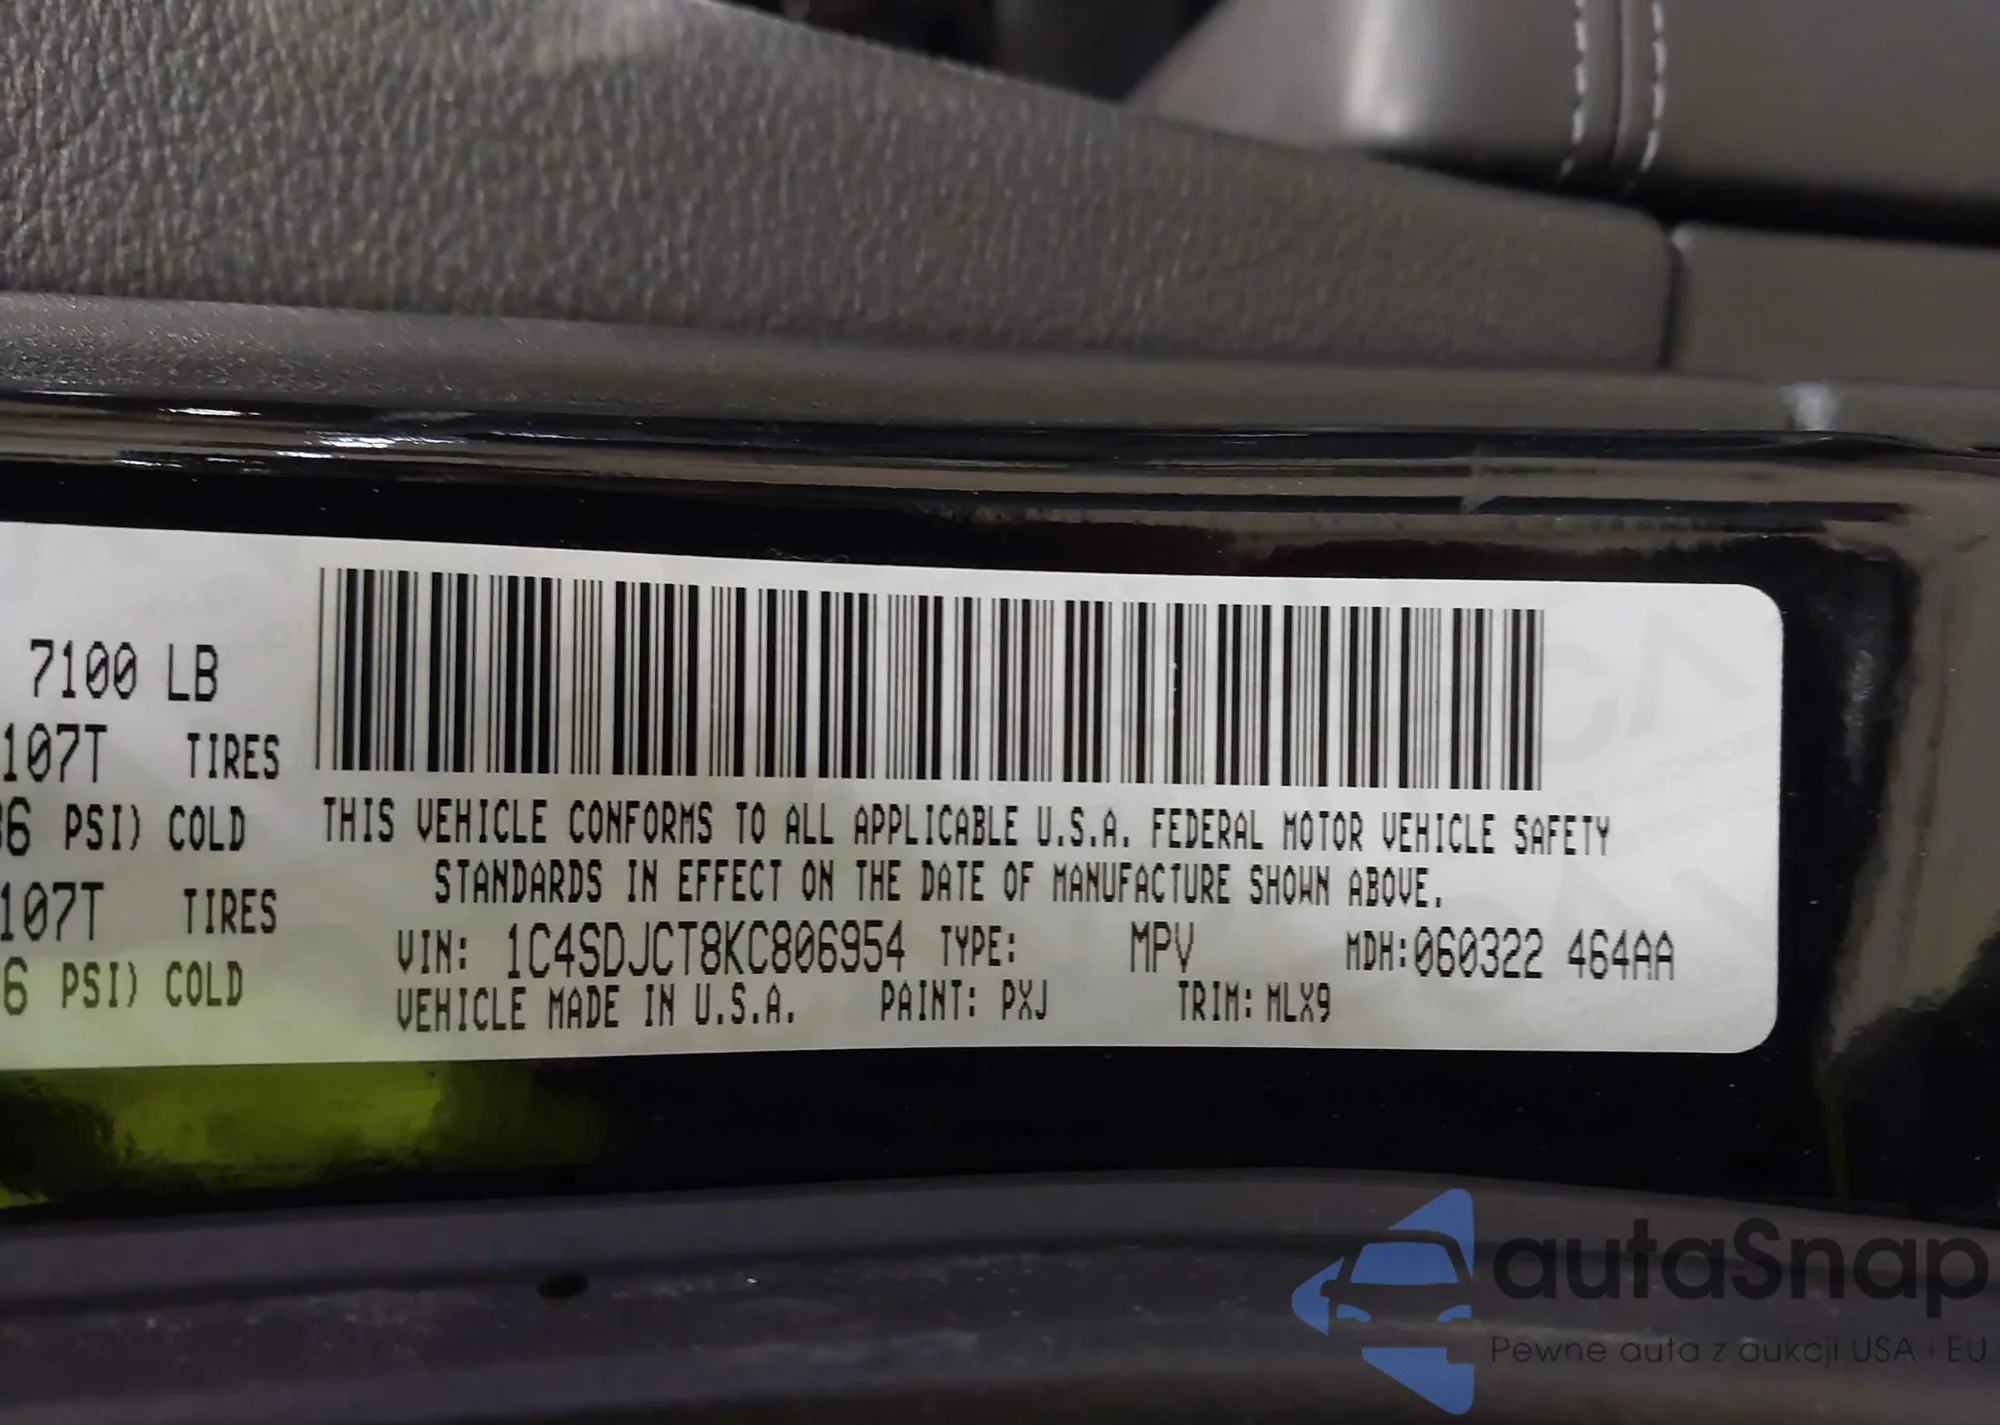 7100 LB
107T TIRES
36 PSI) COLD
107T TIRES
6 PSI) COLD
THIS VEHICLE CONFORMS TO ALL APPLICABLE U.S.A. FEDERAL MOTOR VEHICLE SAFETY
STANDARDS IN EFFECT ON THE DATE OF MANUFACTURE SHOWN ABOVE.
VIN: 1C4SDJCT8KC806954 TYPE: MPV MDH:060322 464AA
VEHICLE MADE IN U.S.A. PAINT: PXJ TRIM: MLX9
autaSnap
Pewne auta z aukcji USA i EU